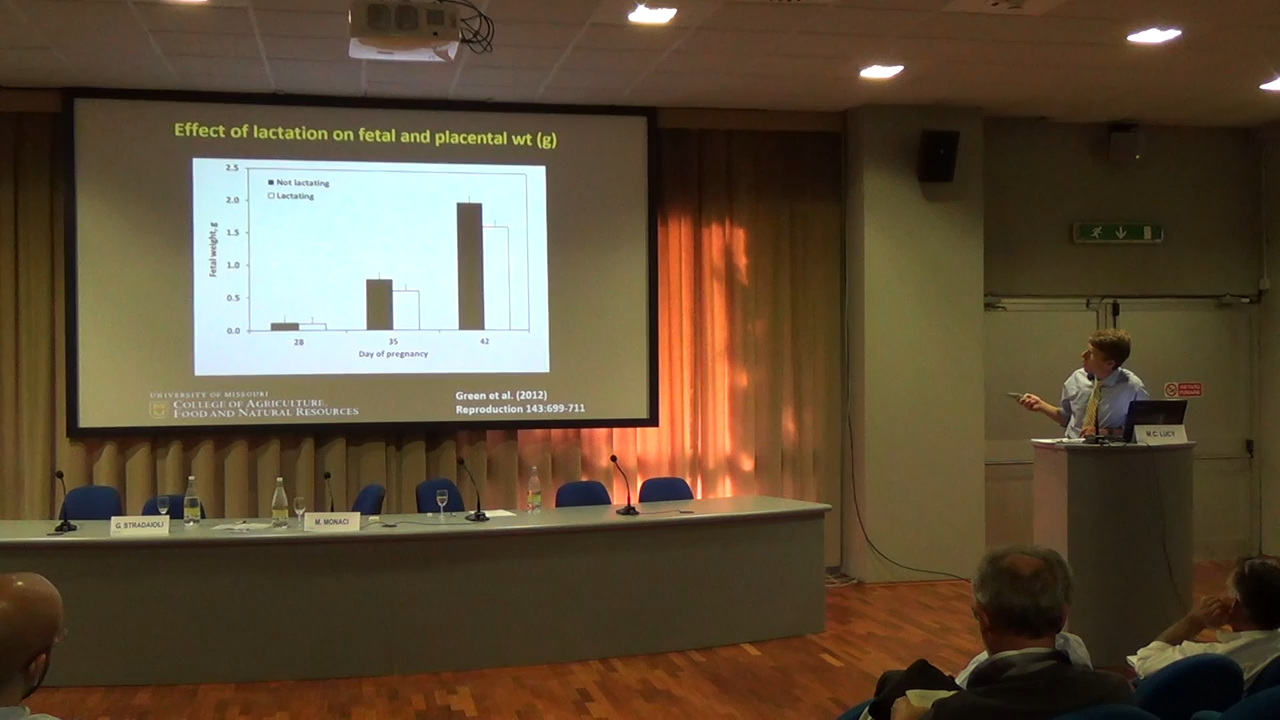 Effect of lactation on fetal and placental wt (g)
2.5
2.0
1.5
1.0
0.5
0.0
Fetal weight, g
Not lactating
Lactating
28 35 42
Day of pregnancy
UNIVERSITY OF MISSOURI
COLLEGE OF AGRICULTURE,
FOOD AND NATURAL RESOURCES
Green et al. (2012)
Reproduction 143:699-711
G. STRADAIOLI
M. MONACI
M.C. LUCY